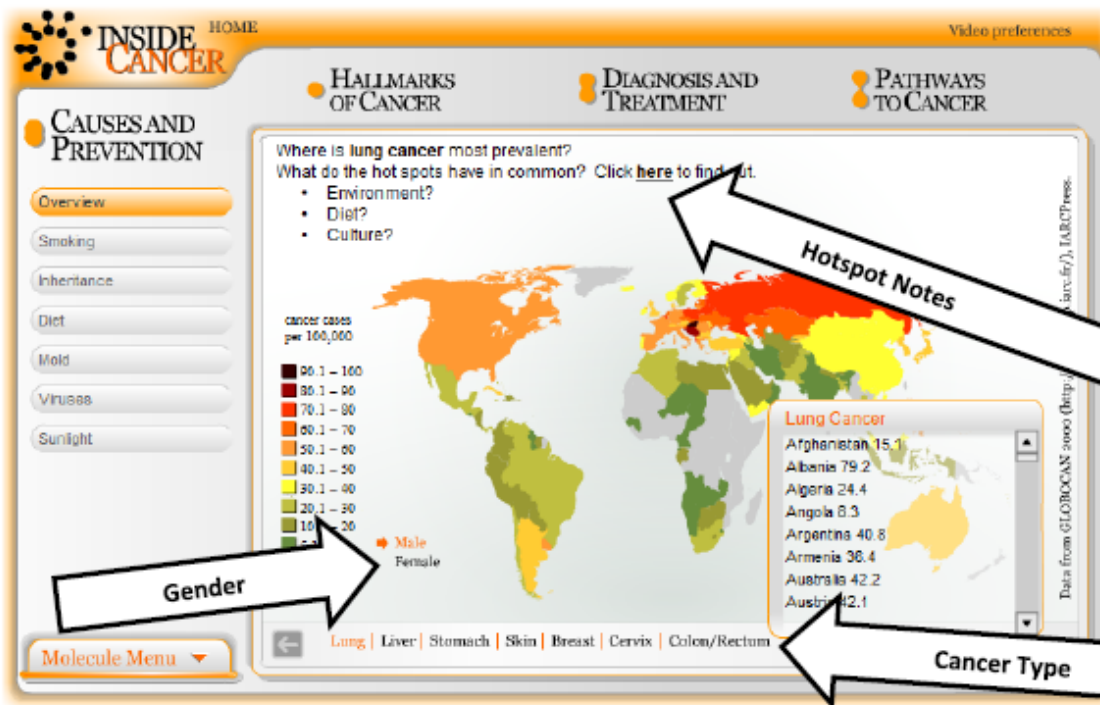 INSIDE
CANCER
HOME
Video preferences
HALLMARKS
OF CANCER
DIAGNOSIS AND
TREATMENT
PATHWAYS
TO CANCER
CAUSES AND
PREVENTION
Overview
Smoking
Inheritance
Diet
Mold
Viruses
Sunlight
Where is lung cancer most prevalent?
What do the hot spots have in common? Click here to find out.
• Environment?
• Diet?
• Culture?
Hotspot Notes
cancer cases
per 100,000
90.1 – 100
80.1 – 90
70.1 – 80
60.1 – 70
50.1 – 60
40.1 – 50
30.1 – 40
20.1 – 30
– 20
Male
Female
Gender
Lung Cancer
Afghanistan 15.1
Albania 79.2
Algeria 24.4
Angola 6.3
Argentina 40.8
Armenia 36.4
Australia 42.2
Austria 42.1
Data from GLOBOCAN 2000 (http:/ iarc.fr/), IARCPress.
Lung | Liver | Stomach | Skin | Breast | Cervix | Colon/Rectum
Cancer Type
Molecule Menu